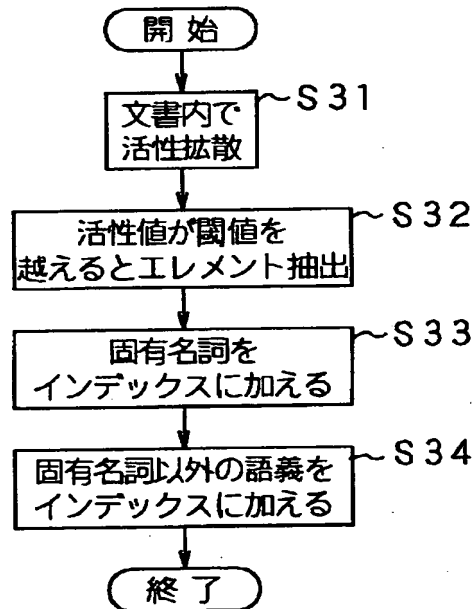 開始
S31
文書内で
活性拡散
S32
活性値が閾値を
越えるとエレメント抽出
S33
固有名詞を
インデックスに加える
S34
固有名詞以外の語義を
インデックスに加える
終了